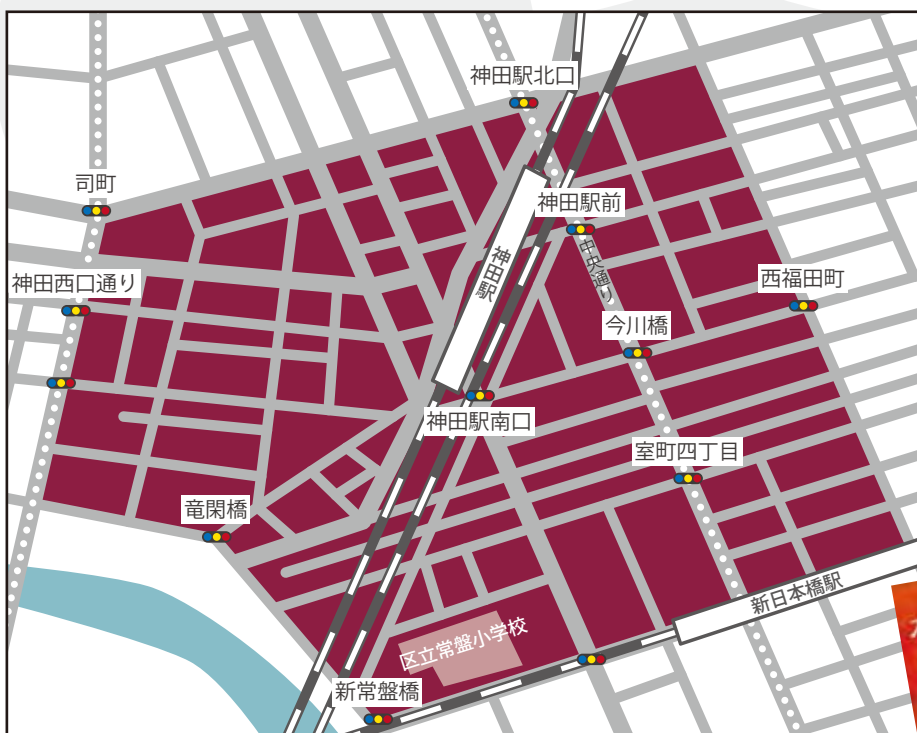 神田駅北口
司町
神田駅前
神田駅
中央通り
神田西口通り
西福田町
今川橋
神田駅南口
室町四丁目
竜閑橋
新日本橋駅
区立常盤小学校
新常盤橋